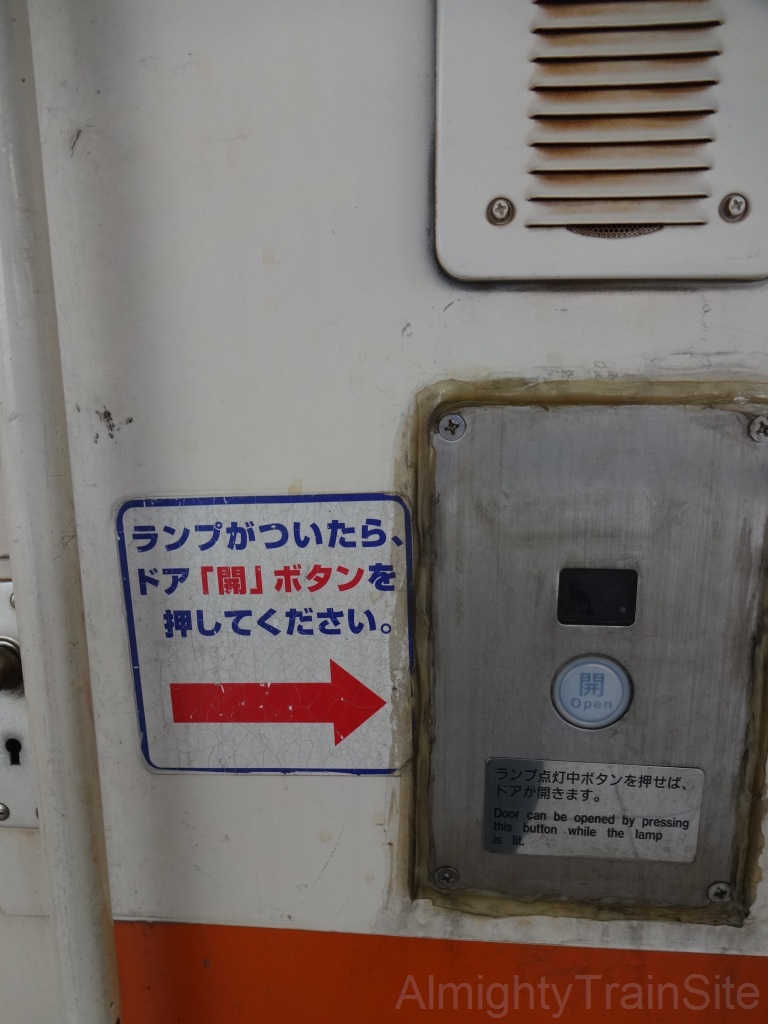 ランプがついたら、
ドア「開」ボタンを
押してください。
開
Open
ランプ点灯中ボタンを押せば、
ドアが開きます。
Door can be opened by pressing
this button while the lamp
is lit.
AlmightyTrainSite